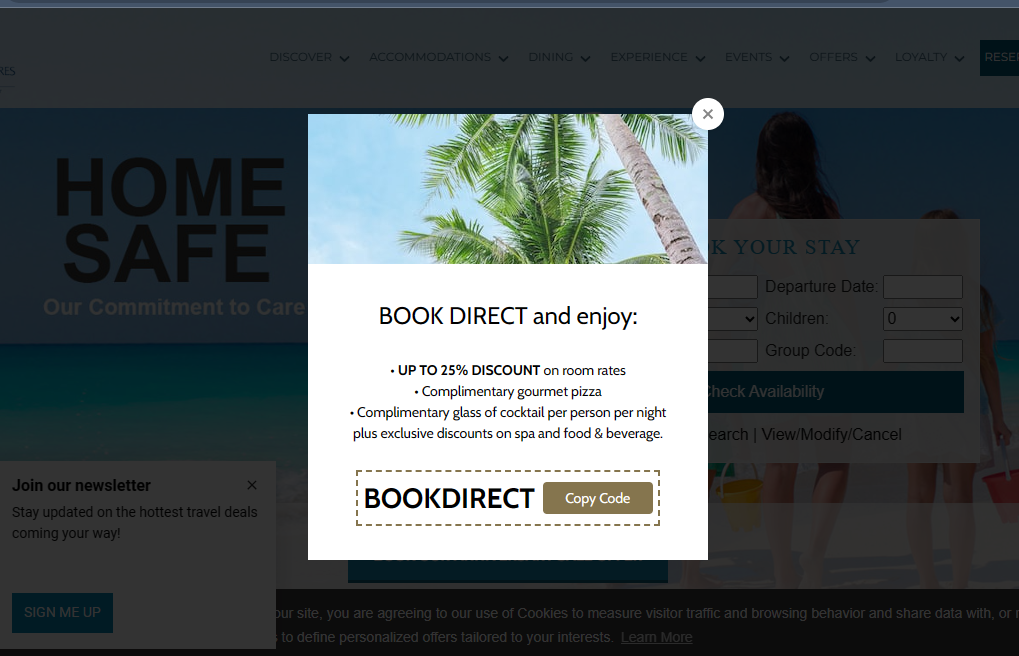 RES
DISCOVER
ACCOMMODATIONS
DINING
EXPERIENCE
EVENTS
OFFERS
LOYALTY
HOME
SAFE
Our Commitment to Care
YOUR STAY
Departure Date:
Children:
0
Group Code:
Check Availability
| View/Modify/Cancel
BOOK DIRECT and enjoy:
• UP TO 25% DISCOUNT on room rates
• Complimentary gourmet pizza
• Complimentary glass of cocktail per person per night
plus exclusive discounts on spa and food & beverage.
BOOKDIRECT
Copy Code
Join our newsletter
Stay updated on the hottest travel deals
coming your way!
SIGN ME UP
our site, you are agreeing to our use of Cookies to measure visitor traffic and browsing behavior and share data with, or
to define personalized offers tailored to your interests. Learn More